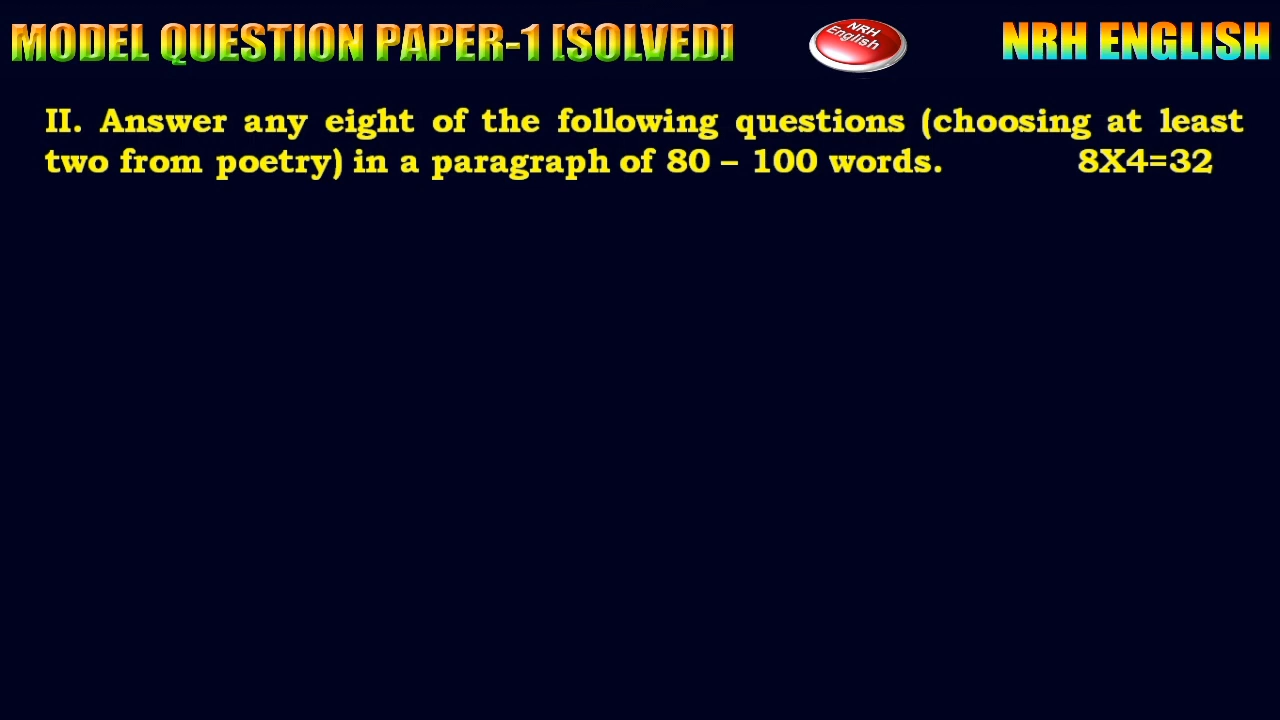 MODEL QUESTION PAPER-1 [SOLVED]
NRH
English
NRH ENGLISH
II. Answer any eight of the following questions (choosing at least
two from poetry) in a paragraph of 80 – 100 words. 8X4=32